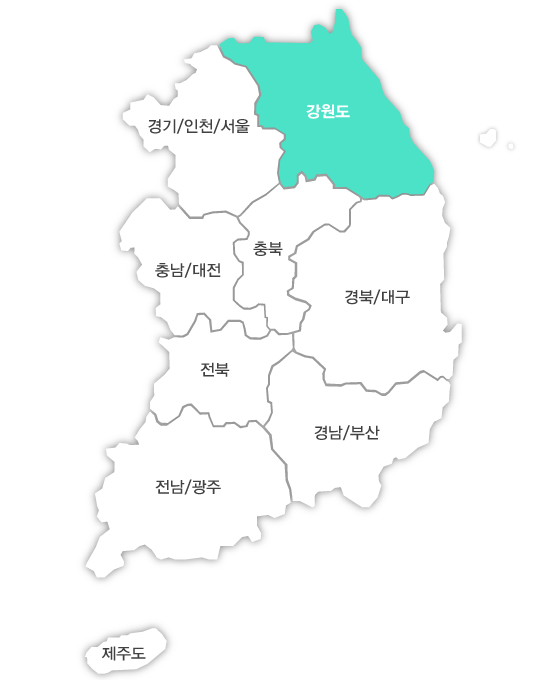 강원도
경기/인천/서울
충북
충남/대전
경북/대구
전북
경남/부산
전남/광주
제주도